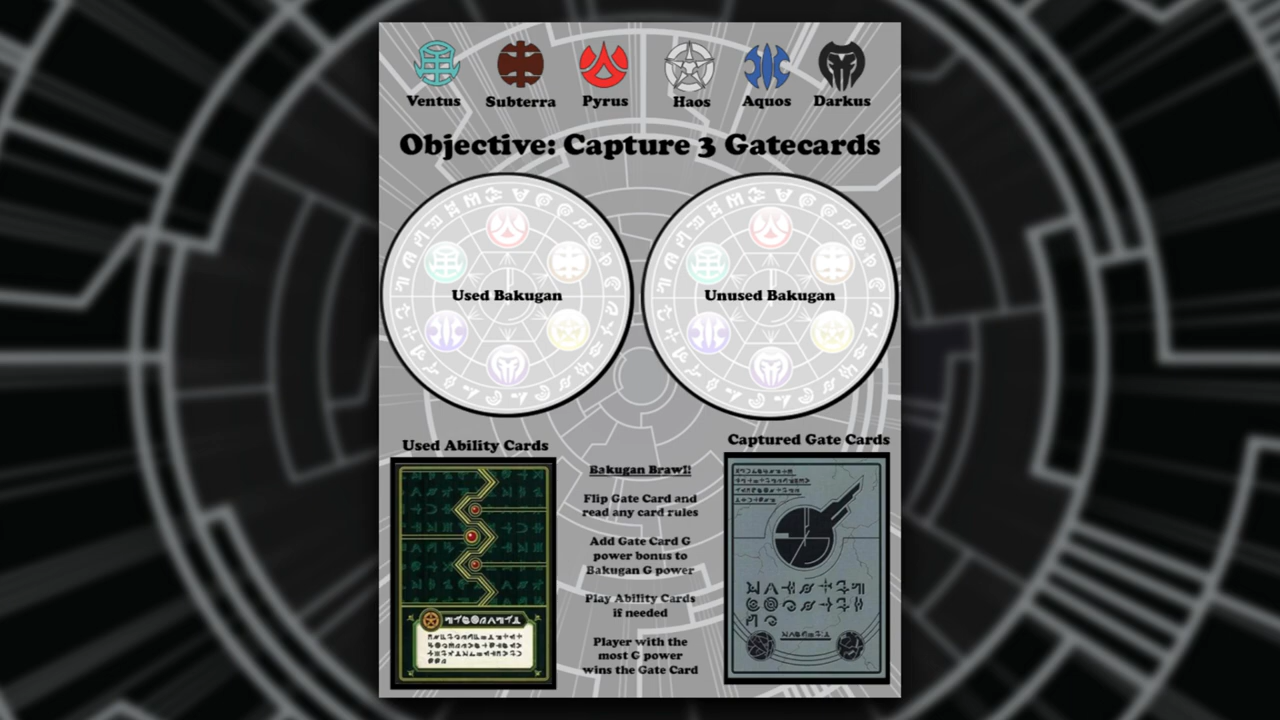 Ventus Subterra Pyrus Haos Aquos Darkus
Objective: Capture 3 Gatecards
Used Bakugan
Unused Bakugan
Used Ability Cards
Captured Gate Cards
Bakugan Brawl!
Flip Gate Card and
read any card rules
Add Gate Card G
power bonus to
Bakugan G power
Play Ability Cards
if needed
Player with the
most G power
wins the Gate Card